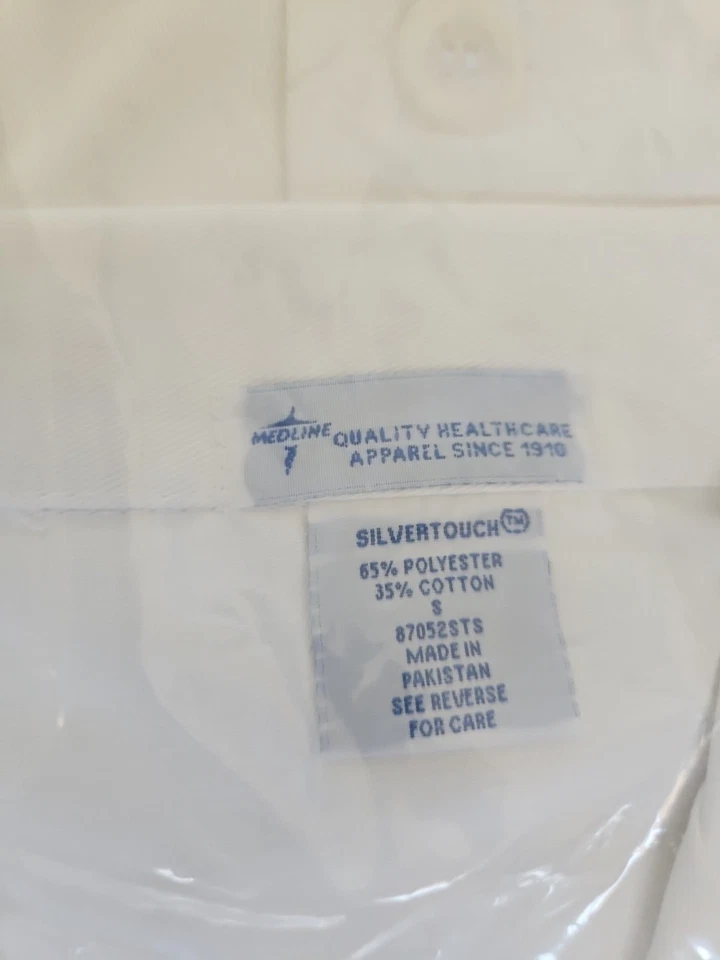 MEDLINE QUALITY HEALTHCARE
APPAREL SINCE 1910
SILVERTOUCH™
65% POLYESTER
35% COTTON
S
87052STS
MADE IN
PAKISTAN
SEE REVERSE
FOR CARE